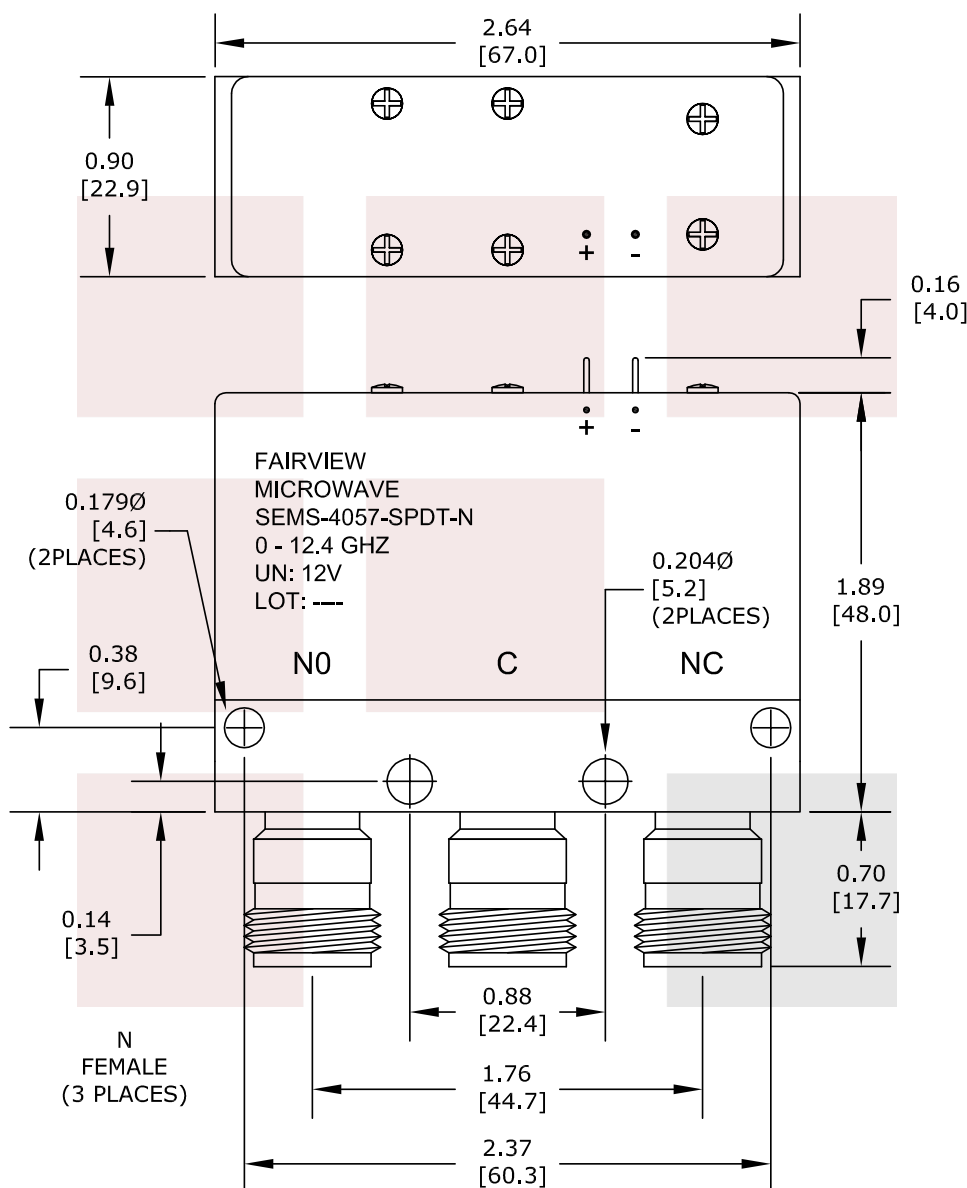 2.64
[67.0]
0.90
[22.9]
+ -
0.16
[4.0]
+ -
FAIRVIEW
MICROWAVE
SEMS-4057-SPDT-N
0 - 12.4 GHZ
UN: 12V
LOT: ----
0.179Ø
[4.6]
(2PLACES)
0.204Ø
[5.2]
(2PLACES)
1.89
[48.0]
0.38
[9.6]
N0 C NC
0.70
[17.7]
0.14
[3.5]
0.88
[22.4]
N
FEMALE
(3 PLACES)
1.76
[44.7]
2.37
[60.3]